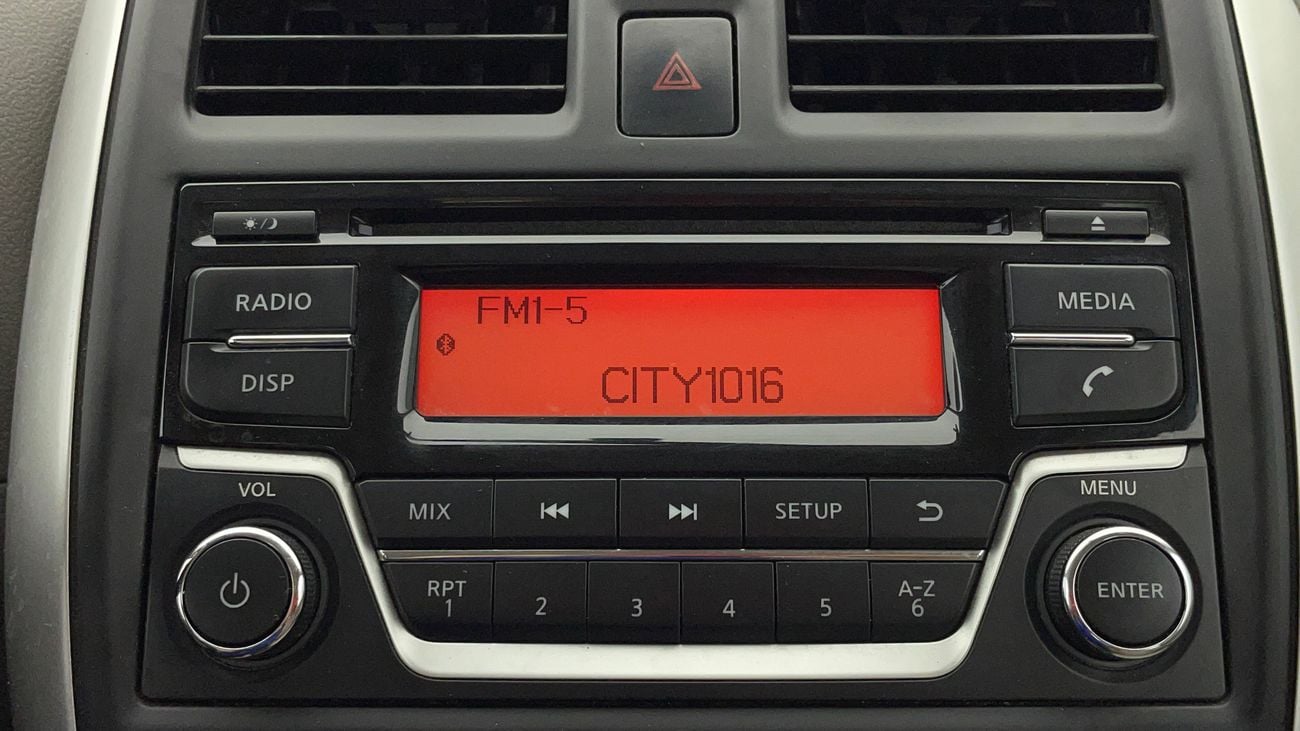 RADIO
DISP
FM1-5
CITY1016
MEDIA
VOL
MIX
SETUP
MENU
RPT
1
2
3
4
5
A-Z
6
ENTER